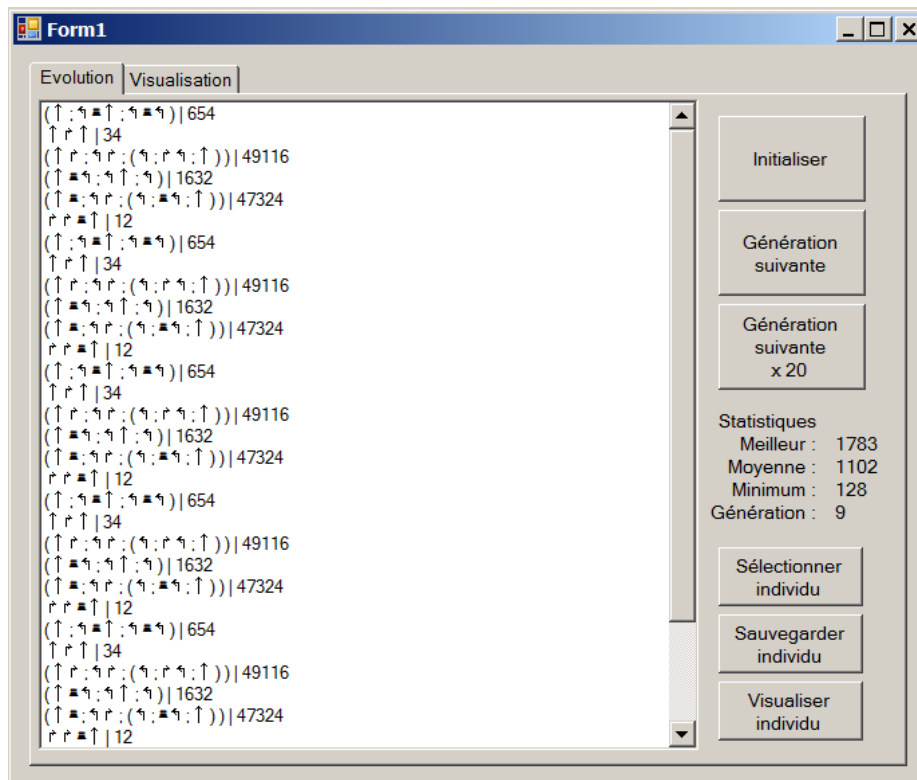 Form1
Evolution
Visualisation
(↑;↰≖↑;↰≖↰)|654
↑↱↑|34
(↑↱;↰↱;(↰;↱↰;↑))|49116
(↑≖↰;↰↑;↰)|1632
(↑≖;↰↱;(↰;≖↰;↑))|47324
↱↱≖↑|12
(↑;↰≖↑;↰≖↰)|654
↑↱↑|34
(↑↱;↰↱;(↰;↱↰;↑))|49116
(↑≖↰;↰↑;↰)|1632
(↑≖;↰↱;(↰;≖↰;↑))|47324
↱↱≖↑|12
(↑;↰≖↑;↰≖↰)|654
↑↱↑|34
(↑↱;↰↱;(↰;↱↰;↑))|49116
(↑≖↰;↰↑;↰)|1632
(↑≖;↰↱;(↰;≖↰;↑))|47324
↱↱≖↑|12
(↑;↰≖↑;↰≖↰)|654
↑↱↑|34
(↑↱;↰↱;(↰;↱↰;↑))|49116
(↑≖↰;↰↑;↰)|1632
(↑≖;↰↱;(↰;≖↰;↑))|47324
↱↱≖↑|12
(↑;↰≖↑;↰≖↰)|654
↑↱↑|34
(↑↱;↰↱;(↰;↱↰;↑))|49116
(↑≖↰;↰↑;↰)|1632
(↑≖;↰↱;(↰;≖↰;↑))|47324
↱↱≖↑|12
Initialiser
Génération
suivante
Génération
suivante
x 20
Statistiques
Meilleur : 1783
Moyenne : 1102
Minimum : 128
Génération : 9
Sélectionner
individu
Sauvegarder
individu
Visualiser
individu